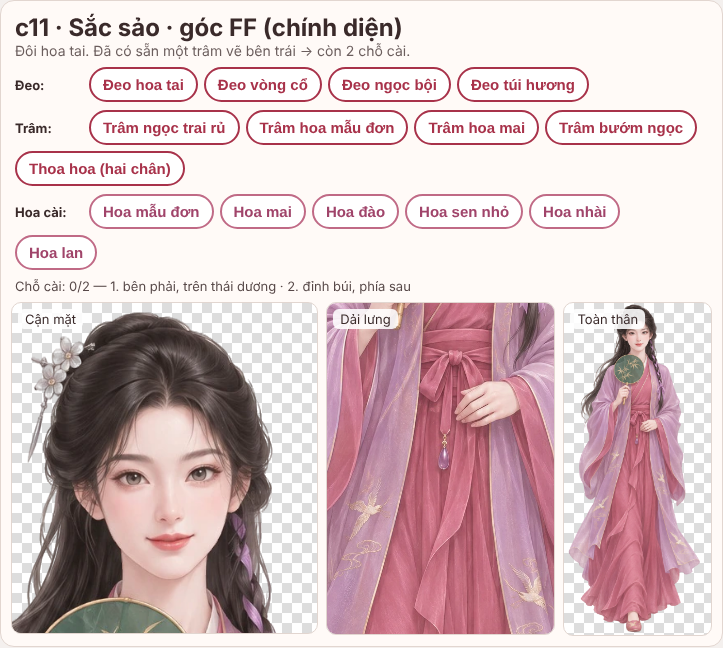 c11 · Sắc sảo · góc FF (chính diện)
Đôi hoa tai. Đã có sẵn một trâm vẽ bên trái → còn 2 chỗ cài.
Đeo: Đeo hoa tai Đeo vòng cổ Đeo ngọc bội Đeo túi hương
Trâm: Trâm ngọc trai rủ Trâm hoa mẫu đơn Trâm hoa mai Trâm bướm ngọc
Thoa hoa (hai chân)
Hoa cài: Hoa mẫu đơn Hoa mai Hoa đào Hoa sen nhỏ Hoa nhài
Hoa lan
Chỗ cài: 0/2 — 1. bên phải, trên thái dương · 2. đỉnh búi, phía sau
Cận mặt Dải lưng Toàn thân